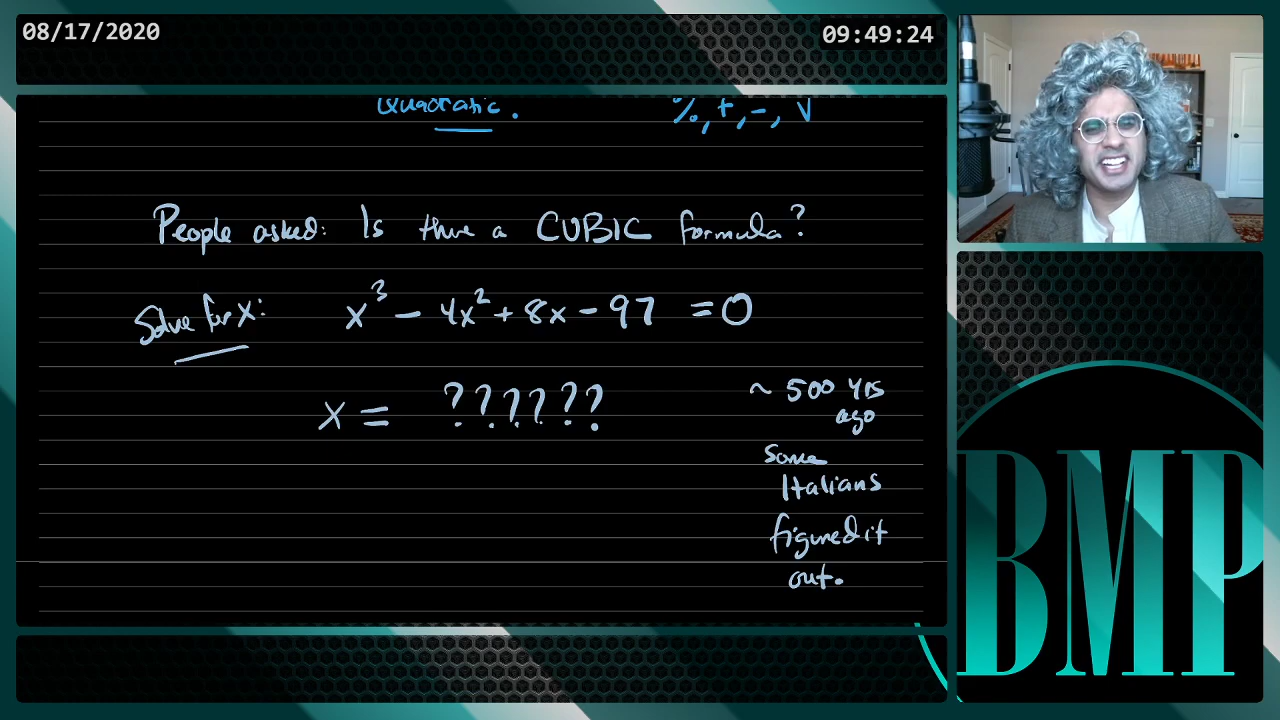 08/17/2020
09:49:24
Quadratic.
%, +, -, √
People asked: Is there a CUBIC formula?
Solve for x: x³ - 4x² + 8x - 97 = 0
x = ??????
~ 500 yrs
ago
Some
Italians
figured it
out.
BMP